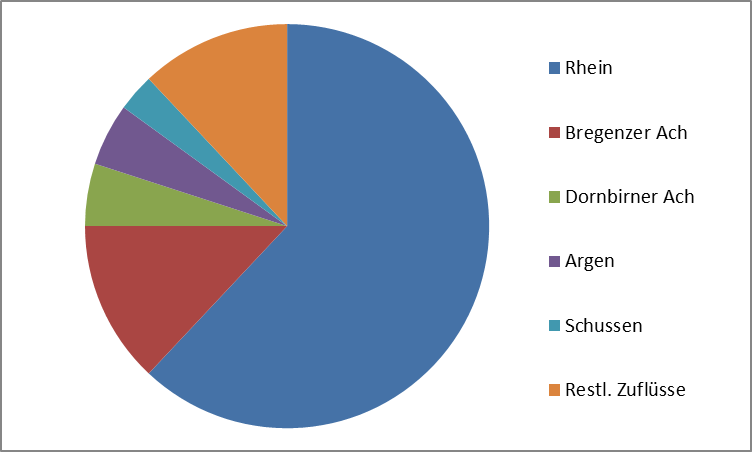 Rhein
Bregenzer Ach
Dornbirner Ach
Argen
Schussen
Restl. Zuflüsse